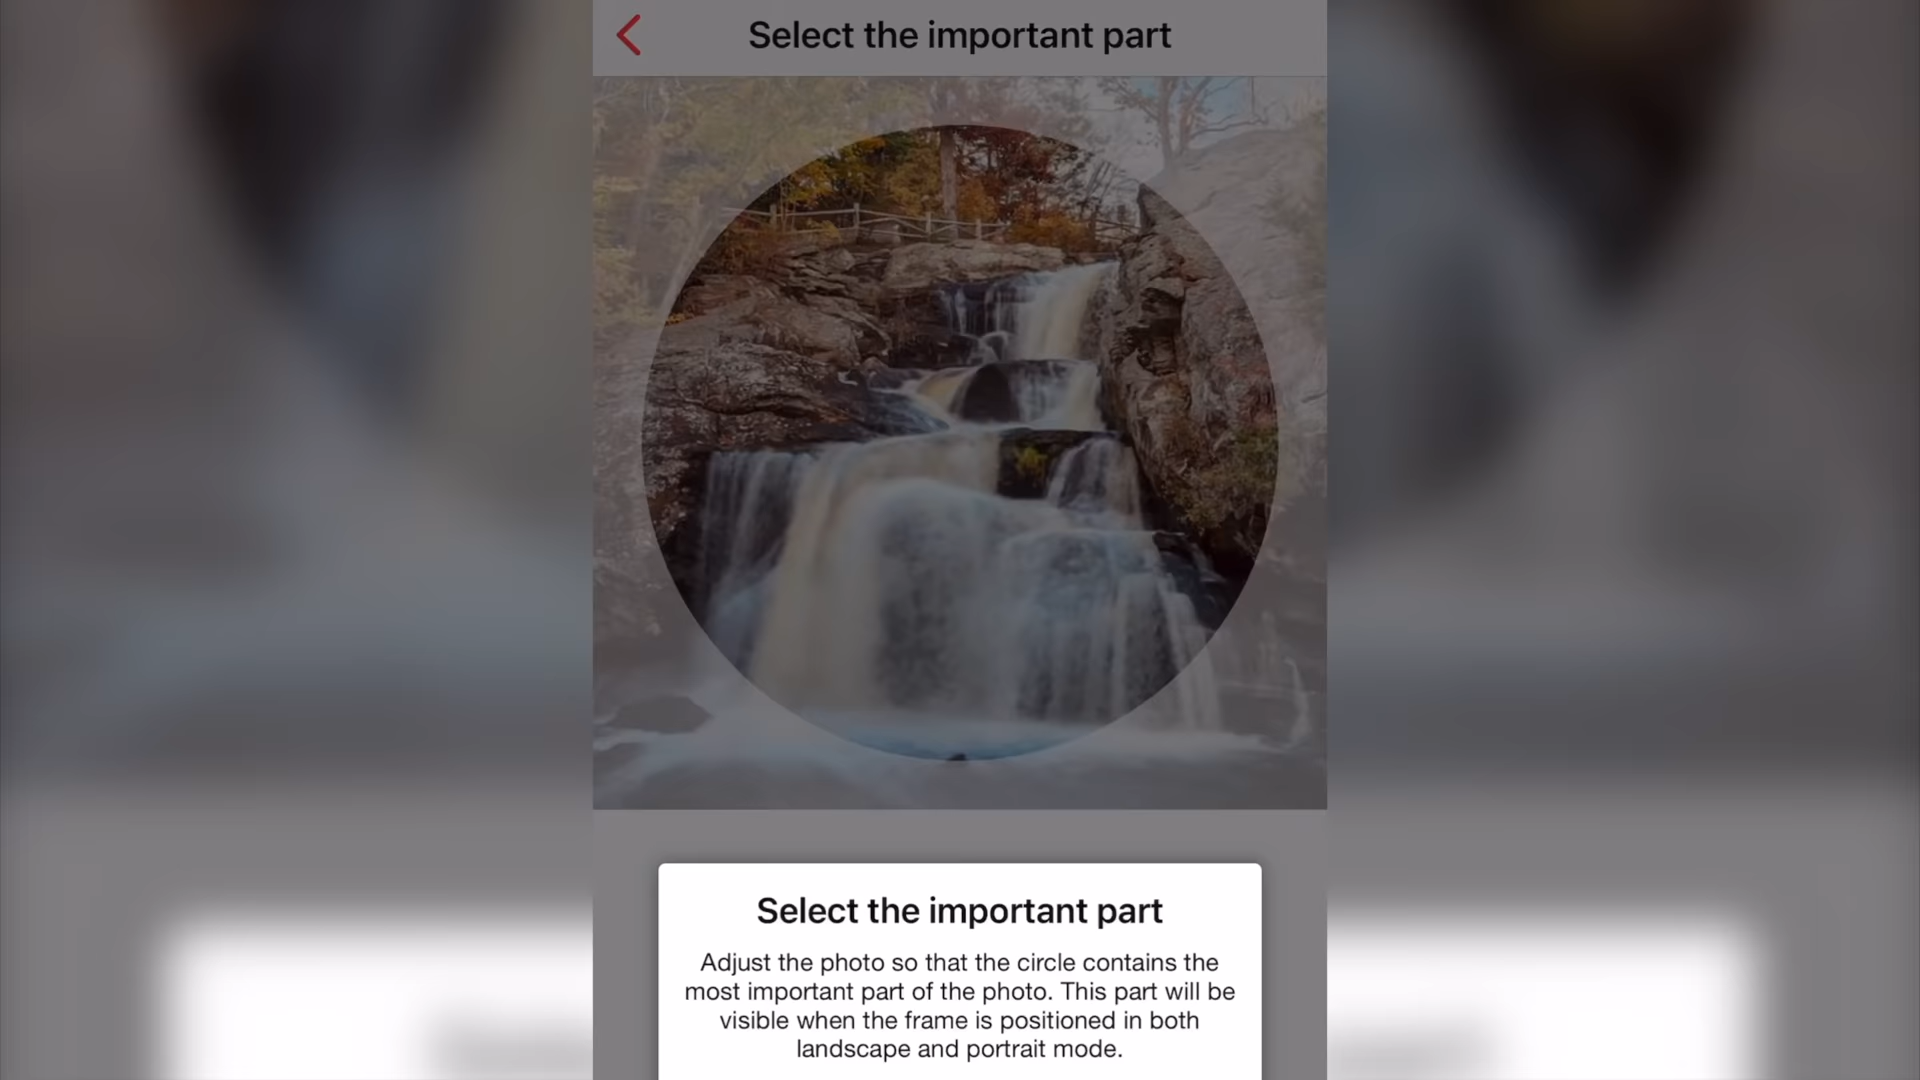 Select the important part
Select the important part
Adjust the photo so that the circle contains the
most important part of the photo. This part will be
visible when the frame is positioned in both
landscape and portrait mode.